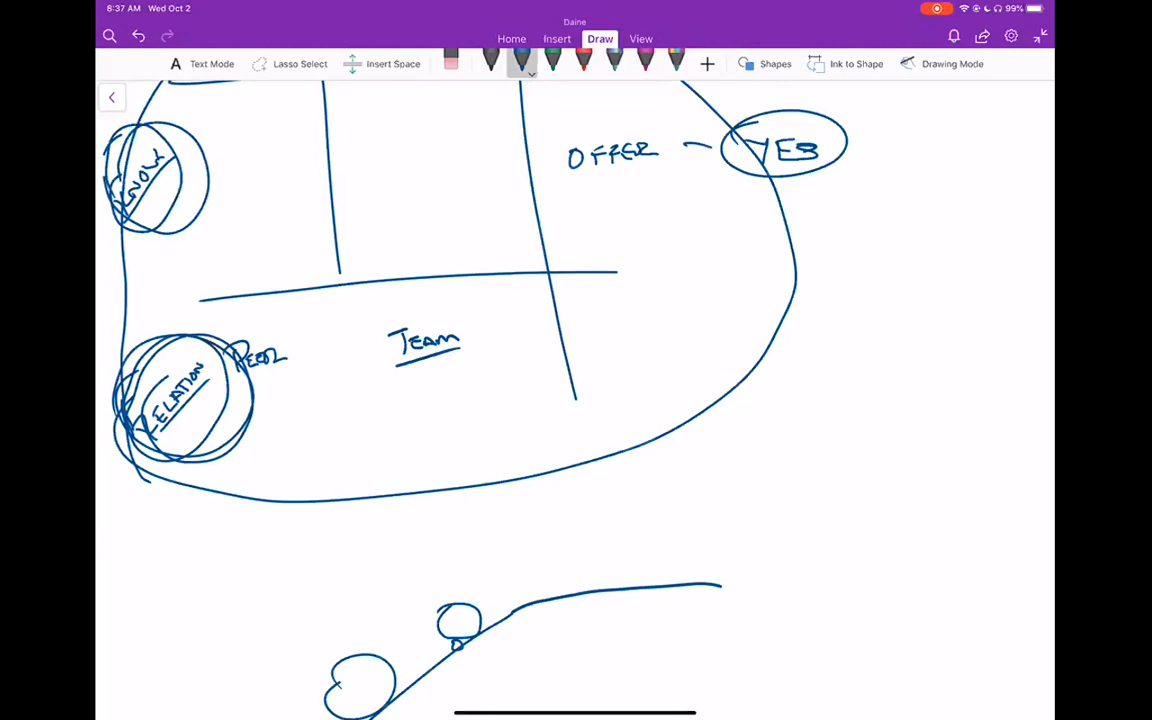 8:37 AM Wed Oct 2
99%
Daine
Home Insert Draw View
Text Mode Lasso Select Insert Space Shapes Ink to Shape Drawing Mode
KNOW
OFFER - YES
TEAM
RELATION